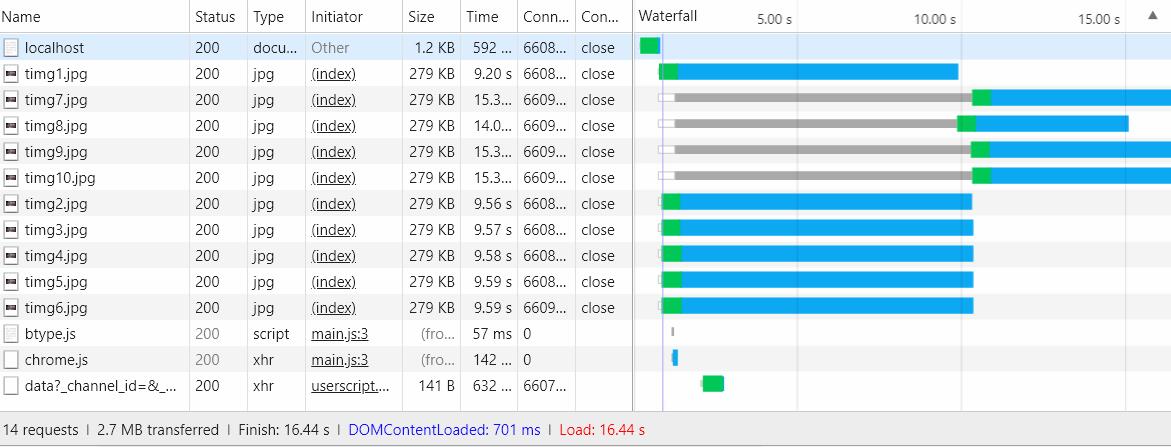 Name Status Type Initiator Size Time Conn... Con... Waterfall 5.00 s 10.00 s 15.00 s ▲
localhost 200 docu... Other 1.2 KB 592 ... 6608... close
timg1.jpg 200 jpg (index) 279 KB 9.20 s 6608... close
timg7.jpg 200 jpg (index) 279 KB 15.3... 6609... close
timg8.jpg 200 jpg (index) 279 KB 14.0... 6609... close
timg9.jpg 200 jpg (index) 279 KB 15.3... 6609... close
timg10.jpg 200 jpg (index) 279 KB 15.3... 6609... close
timg2.jpg 200 jpg (index) 279 KB 9.56 s 6608... close
timg3.jpg 200 jpg (index) 279 KB 9.57 s 6608... close
timg4.jpg 200 jpg (index) 279 KB 9.58 s 6608... close
timg5.jpg 200 jpg (index) 279 KB 9.59 s 6608... close
timg6.jpg 200 jpg (index) 279 KB 9.59 s 6609... close
btype.js 200 script main.js:3 (fro... 57 ms 0
chrome.js 200 xhr main.js:3 (fro... 142 ... 0
data?_channel_id=&_... 200 xhr userscript.... 141 B 632 ... 6607...
14 requests | 2.7 MB transferred | Finish: 16.44 s | DOMContentLoaded: 701 ms | Load: 16.44 s